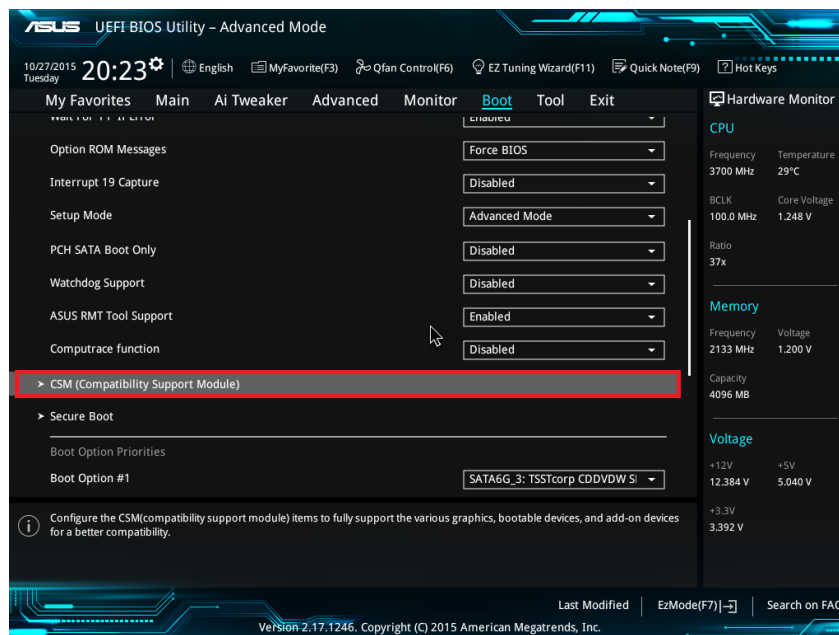 ASUS UEFI BIOS Utility – Advanced Mode
10/27/2015 Tuesday 20:23 English MyFavorite(F3) Qfan Control(F6) EZ Tuning Wizard(F11) Quick Note(F9) Hot Keys
My Favorites Main Ai Tweaker Advanced Monitor Boot Tool Exit
Enabled
Option ROM Messages Force BIOS
Interrupt 19 Capture Disabled
Setup Mode Advanced Mode
PCH SATA Boot Only Disabled
Watchdog Support Disabled
ASUS RMT Tool Support Enabled
Computrace function Disabled
CSM (Compatibility Support Module)
Secure Boot
Boot Option Priorities
Boot Option #1 SATA6G_3: TSSTcorp CDDVDW S
Configure the CSM(compatibility support module) items to fully support the various graphics, bootable devices, and add-on devices
for a better compatibility.
Hardware Monitor
CPU
Frequency Temperature
3700 MHz 29°C
BCLK Core Voltage
100.0 MHz 1.248 V
Ratio
37x
Memory
Frequency Voltage
2133 MHz 1.200 V
Capacity
4096 MB
Voltage
+12V +5V
12.384 V 5.040 V
+3.3V
3.392 V
Last Modified EzMode(F7) Search on FAQ
Version 2.17.1246. Copyright (C) 2015 American Megatrends, Inc.